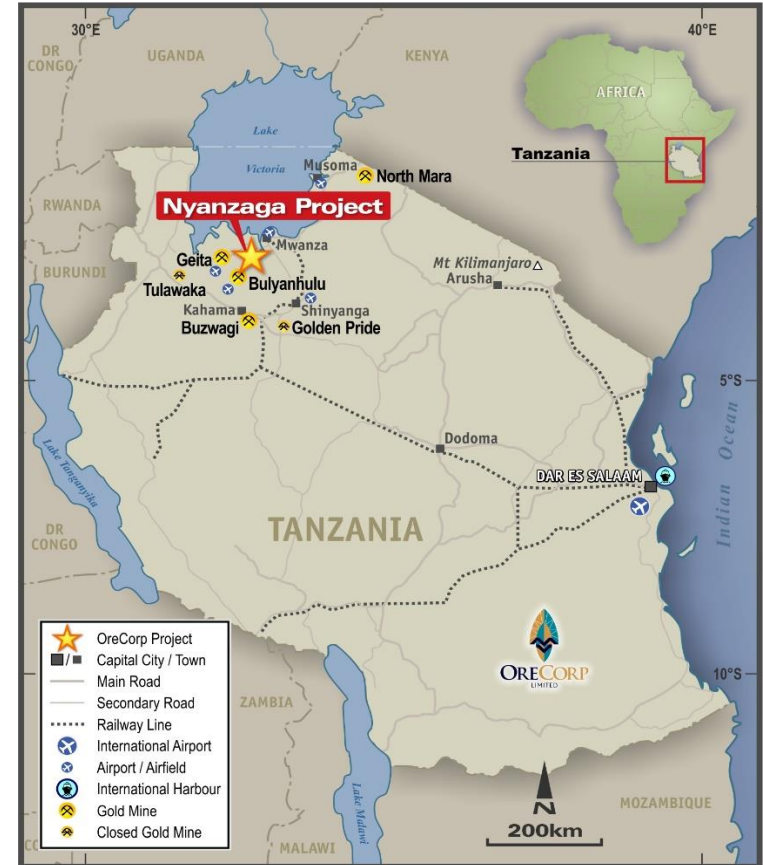 30°E
40°E
DR
CONGO
UGANDA
KENYA
AFRICA
Tanzania
Lake
Victoria
Musoma
North Mara
RWANDA
Nyanzaga Project
Mwanza
BURUNDI
Geita
Tulawaka
Bulyanhulu
Mt Kilimanjaro
Arusha
Kahama
Shinyanga
Buzwagi
Golden Pride
5°S
Lake Tanganyika
Dodoma
DAR ES SALAAM
Indian Ocean
DR
CONGO
TANZANIA
ORECORP
LIMITED
10°S
ZAMBIA
OreCorp Project
/ Capital City / Town
Main Road
Secondary Road
Railway Line
International Airport
Airport / Airfield
International Harbour
Gold Mine
Closed Gold Mine
Lake Malawi
MALAWI
N
200km
MOZAMBIQUE